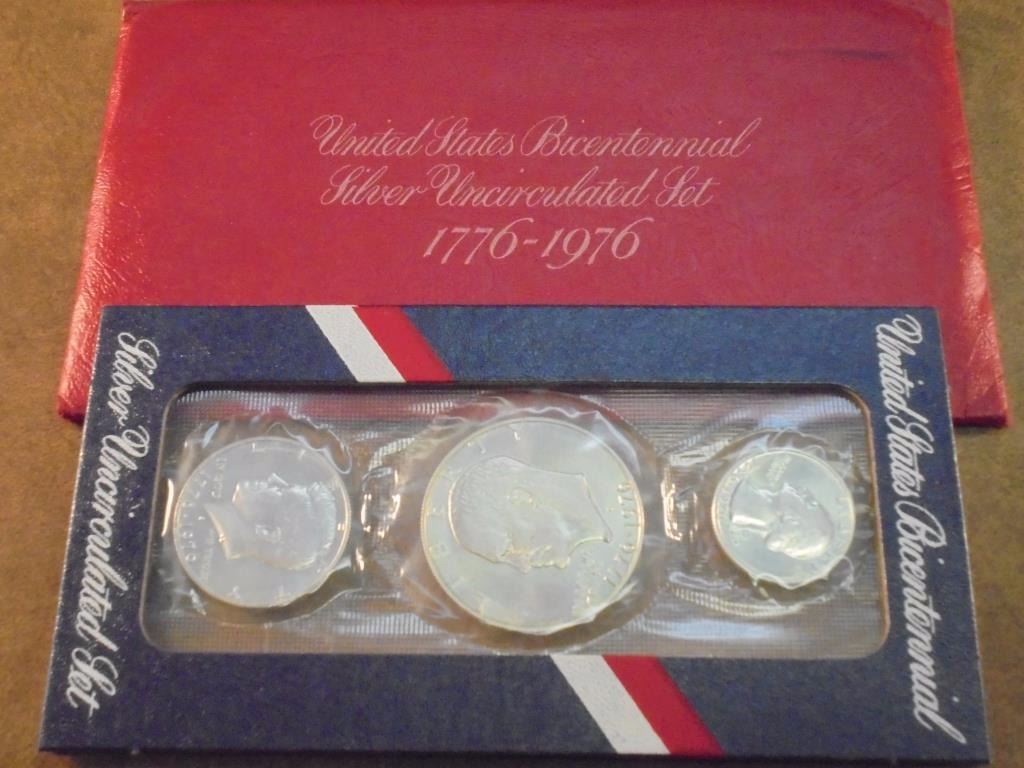 United States Bicentennial
Silver Uncirculated Set
1776-1976
United States Bicentennial
Silver Uncirculated Set